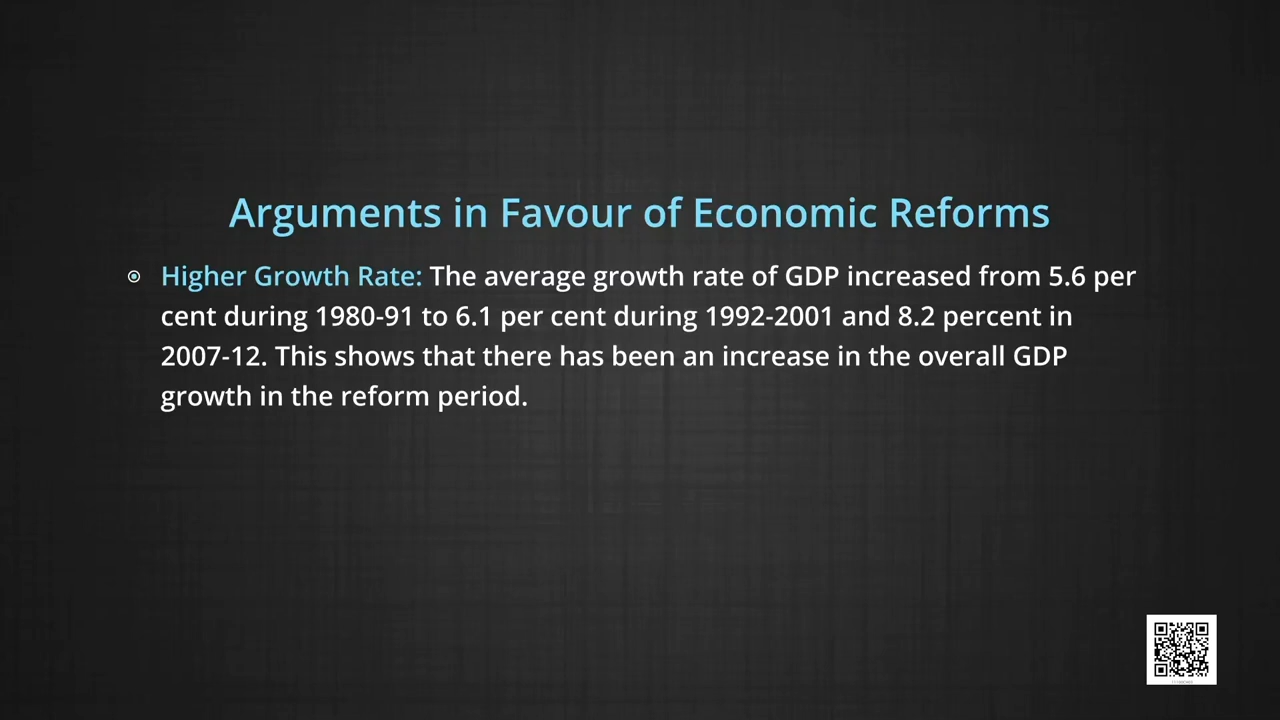 Arguments in Favour of Economic Reforms
Higher Growth Rate: The average growth rate of GDP increased from 5.6 per
cent during 1980-91 to 6.1 per cent during 1992-2001 and 8.2 percent in
2007-12. This shows that there has been an increase in the overall GDP
growth in the reform period.